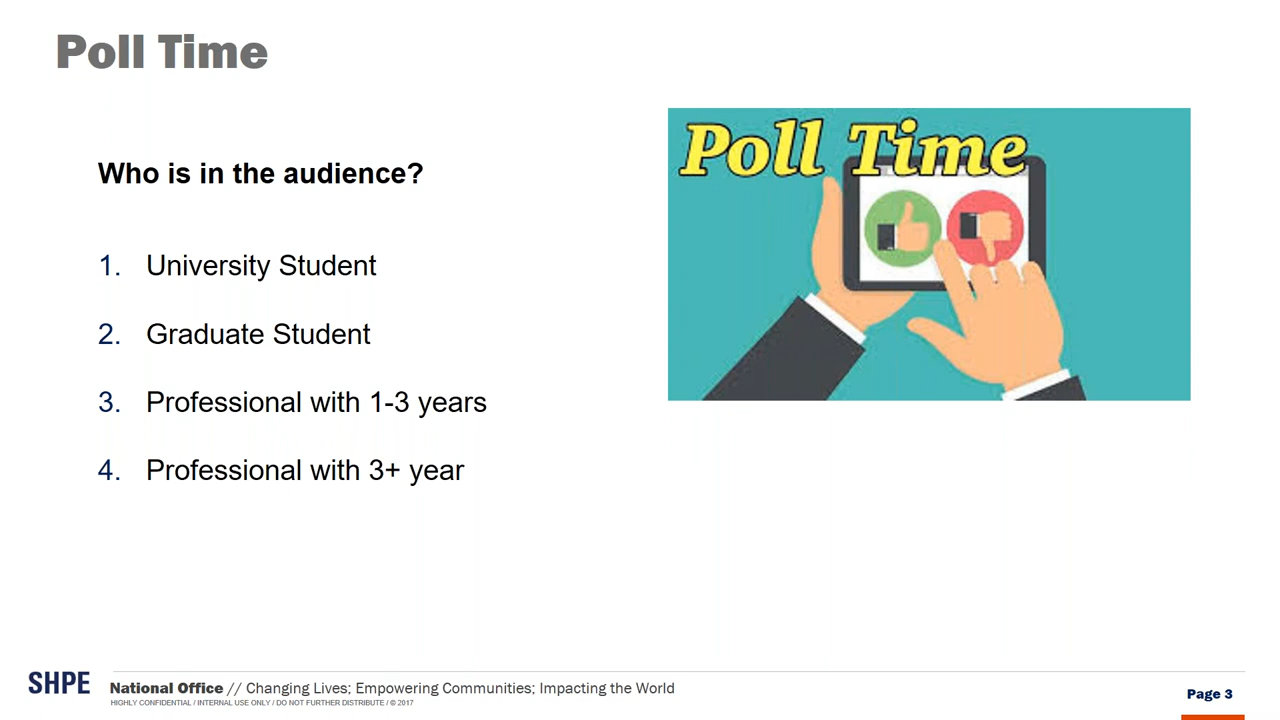 Poll Time
Who is in the audience?
1. University Student
2. Graduate Student
3. Professional with 1-3 years
4. Professional with 3+ year
Poll Time
SHPE
National Office // Changing Lives; Empowering Communities; Impacting the World
HIGHLY CONFIDENTIAL / INTERNAL USE ONLY / DO NOT FURTHER DISTRIBUTE / © 2017
Page 3